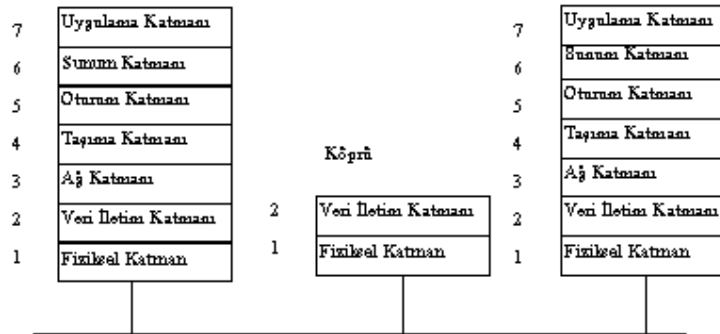 7 Uygulama Katmanı
6 Sunum Katmanı
5 Oturum Katmanı
4 Taşıma Katmanı
3 Ağ Katmanı
2 Veri İletim Katmanı
1 Fiziksel Katman
Köprü
2 Veri İletim Katmanı
1 Fiziksel Katman
7 Uygulama Katmanı
6 Sunum Katmanı
5 Oturum Katmanı
4 Taşıma Katmanı
3 Ağ Katmanı
2 Veri İletim Katmanı
1 Fiziksel Katman